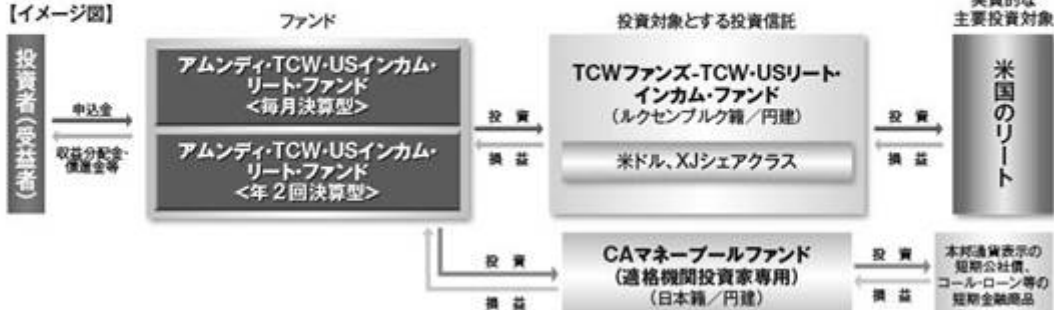 【イメージ図】
ファンド
投資対象とする投資信託
実質的な
主要投資対象
投資者(受益者)
申込金
収益分配金・
償還金等
アムンディ・TCW・USインカム・
リート・ファンド
<毎月決算型>
アムンディ・TCW・USインカム・
リート・ファンド
<年2回決算型>
投資
損益
TCWファンズ-TCW・USリート・
インカム・ファンド
(ルクセンブルク籍/円建)
米ドル、XJシェアクラス
投資
損益
米国のリート
投資
損益
CAマネープールファンド
(適格機関投資家専用)
(日本籍/円建)
投資
損益
本邦通貨表示の
短期公社債、
コール・ローン等の
短期金融商品